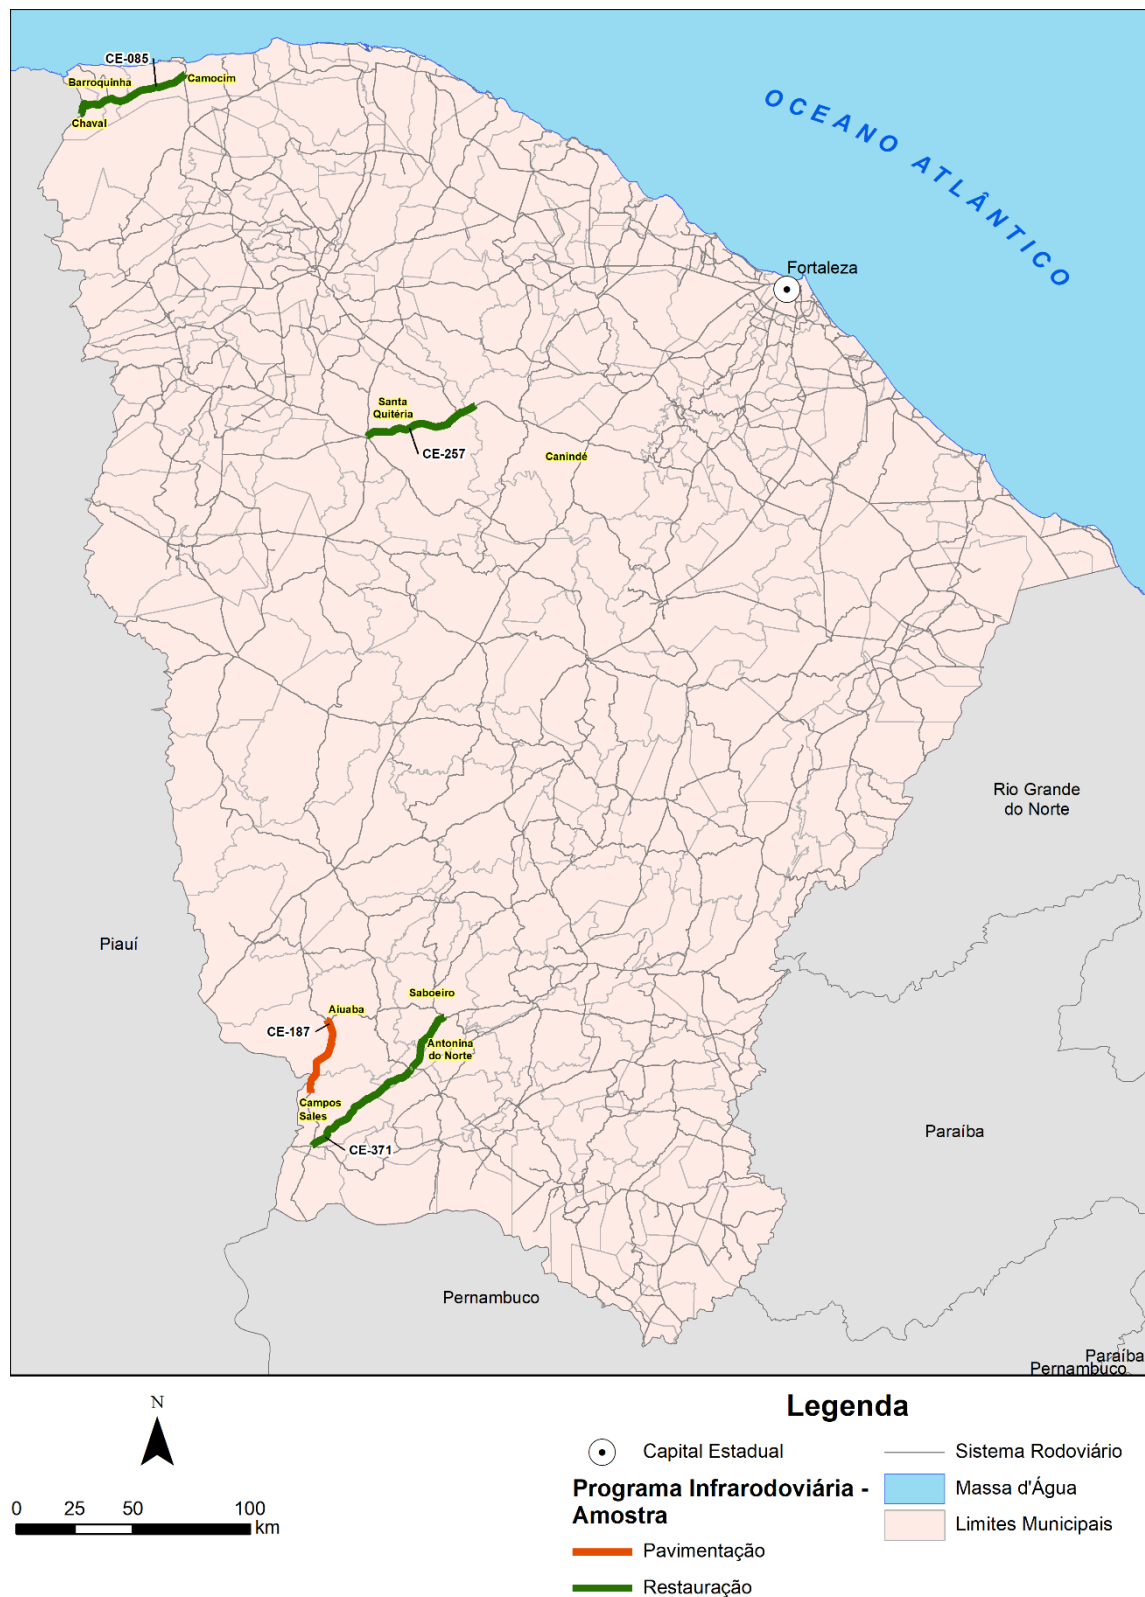 CE-085
Barroquinha
Camocim
Chaval
OCEANO ATLÂNTICO
Fortaleza
Santa
Quitéria
CE-257
Canindé
Rio Grande
do Norte
Piauí
Saboeiro
Aiuaba
CE-187
Antonina
do Norte
Campos
Sales
CE-371
Paraíba
Pernambuco
Paraíba
Pernambuco
N
0 25 50 100
km
Legenda
Capital Estadual
Programa Infrarodoviária -
Amostra
Pavimentação
Restauração
Sistema Rodoviário
Massa d'Água
Limites Municipais